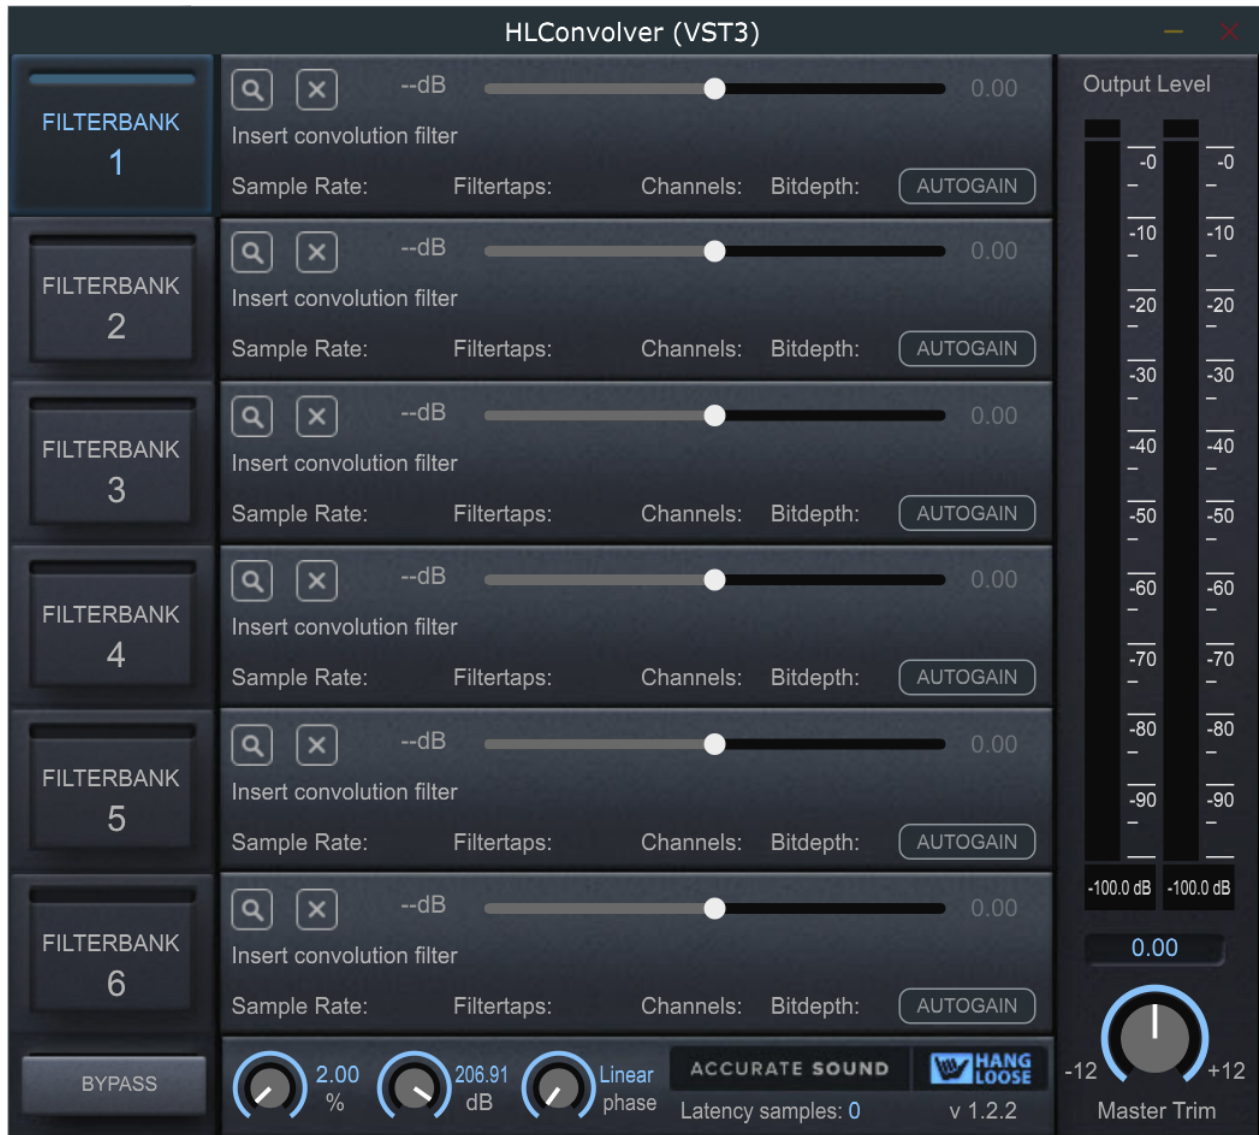 HLConvolver (VST3)
FILTERBANK
1
--dB
0.00
Insert convolution filter
Sample Rate: Filtertaps: Channels: Bitdepth: AUTOGAIN
FILTERBANK
2
--dB
0.00
Insert convolution filter
Sample Rate: Filtertaps: Channels: Bitdepth: AUTOGAIN
FILTERBANK
3
--dB
0.00
Insert convolution filter
Sample Rate: Filtertaps: Channels: Bitdepth: AUTOGAIN
FILTERBANK
4
--dB
0.00
Insert convolution filter
Sample Rate: Filtertaps: Channels: Bitdepth: AUTOGAIN
FILTERBANK
5
--dB
0.00
Insert convolution filter
Sample Rate: Filtertaps: Channels: Bitdepth: AUTOGAIN
FILTERBANK
6
--dB
0.00
Insert convolution filter
Sample Rate: Filtertaps: Channels: Bitdepth: AUTOGAIN
BYPASS
2.00
%
206.91
dB
Linear
phase
ACCURATE SOUND
HANG
LOOSE
Latency samples: 0 v 1.2.2
Output Level
-0 -0
-10 -10
-20 -20
-30 -30
-40 -40
-50 -50
-60 -60
-70 -70
-80 -80
-90 -90
-100.0 dB -100.0 dB
0.00
-12 +12
Master Trim